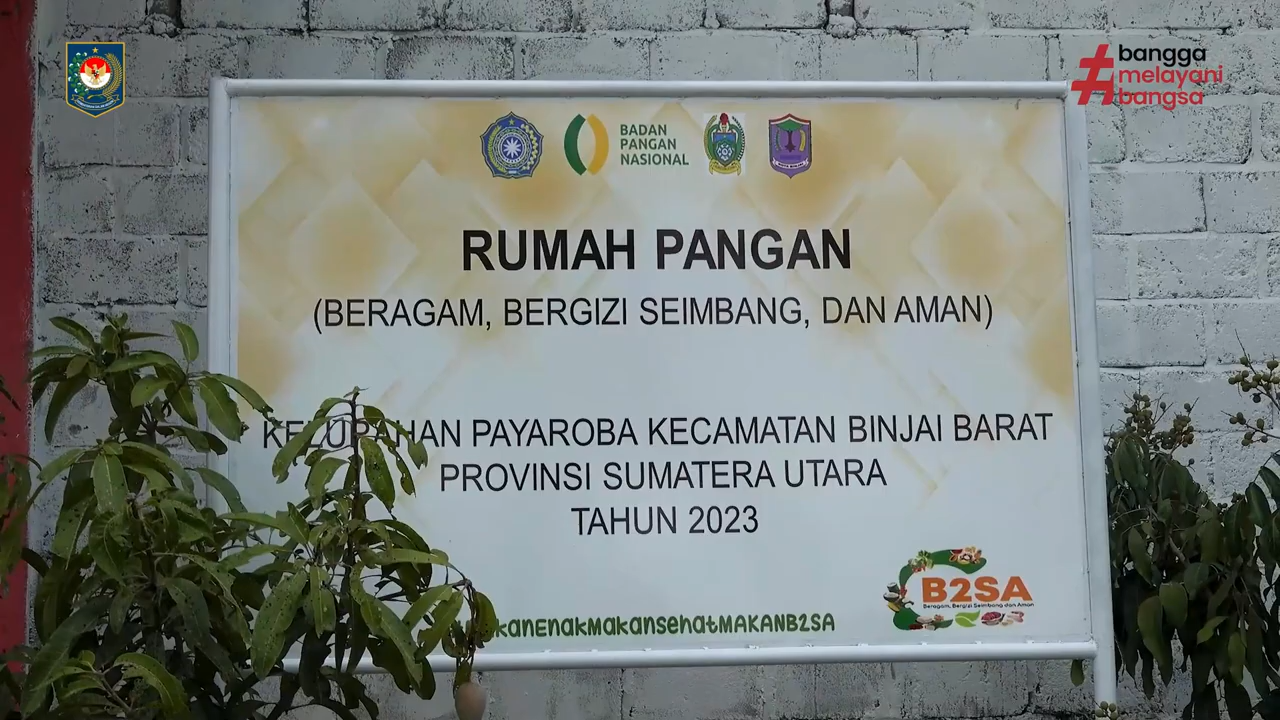 #bangga
melayani
bangsa
BADAN
PANGAN
NASIONAL
RUMAH PANGAN
(BERAGAM, BERGIZI SEIMBANG, DAN AMAN)
KELURAHAN PAYAROBA KECAMATAN BINJAI BARAT
PROVINSI SUMATERA UTARA
TAHUN 2023
B2SA
Beragam, Bergizi Seimbang dan Aman
kanEnakMakansehatMAKANB2SA